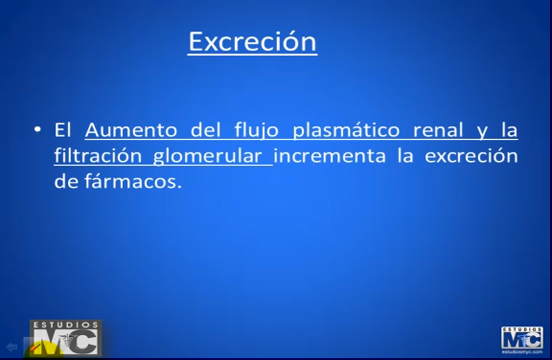 Excreción
• El Aumento del flujo plasmático renal y la
filtración glomerular incrementa la excreción
de fármacos.
ESTUDIOS
MC
ESTUDIOS
MC
estudiosmyc.com